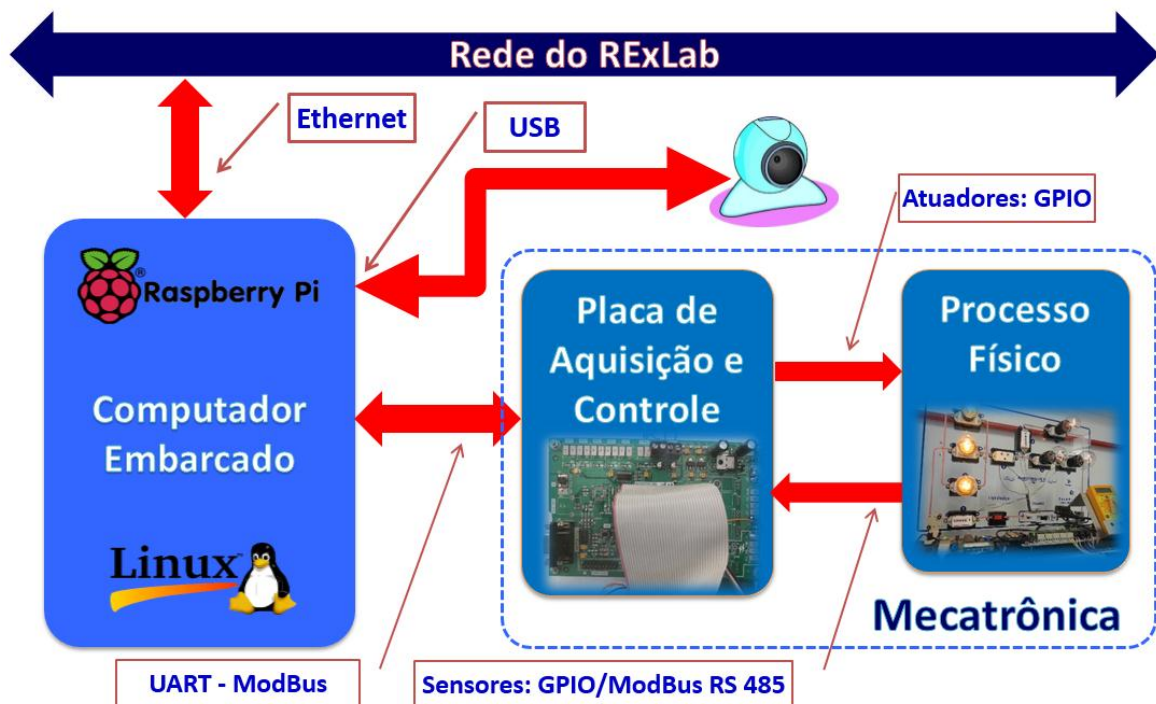 Rede do RExLab
Ethernet
USB
Atuadores: GPIO
Raspberry Pi
®
Computador
Embarcado
Linux™
Placa de
Aquisição e
Controle
Processo
Físico
Mecatrônica
UART - ModBus
Sensores: GPIO/ModBus RS 485